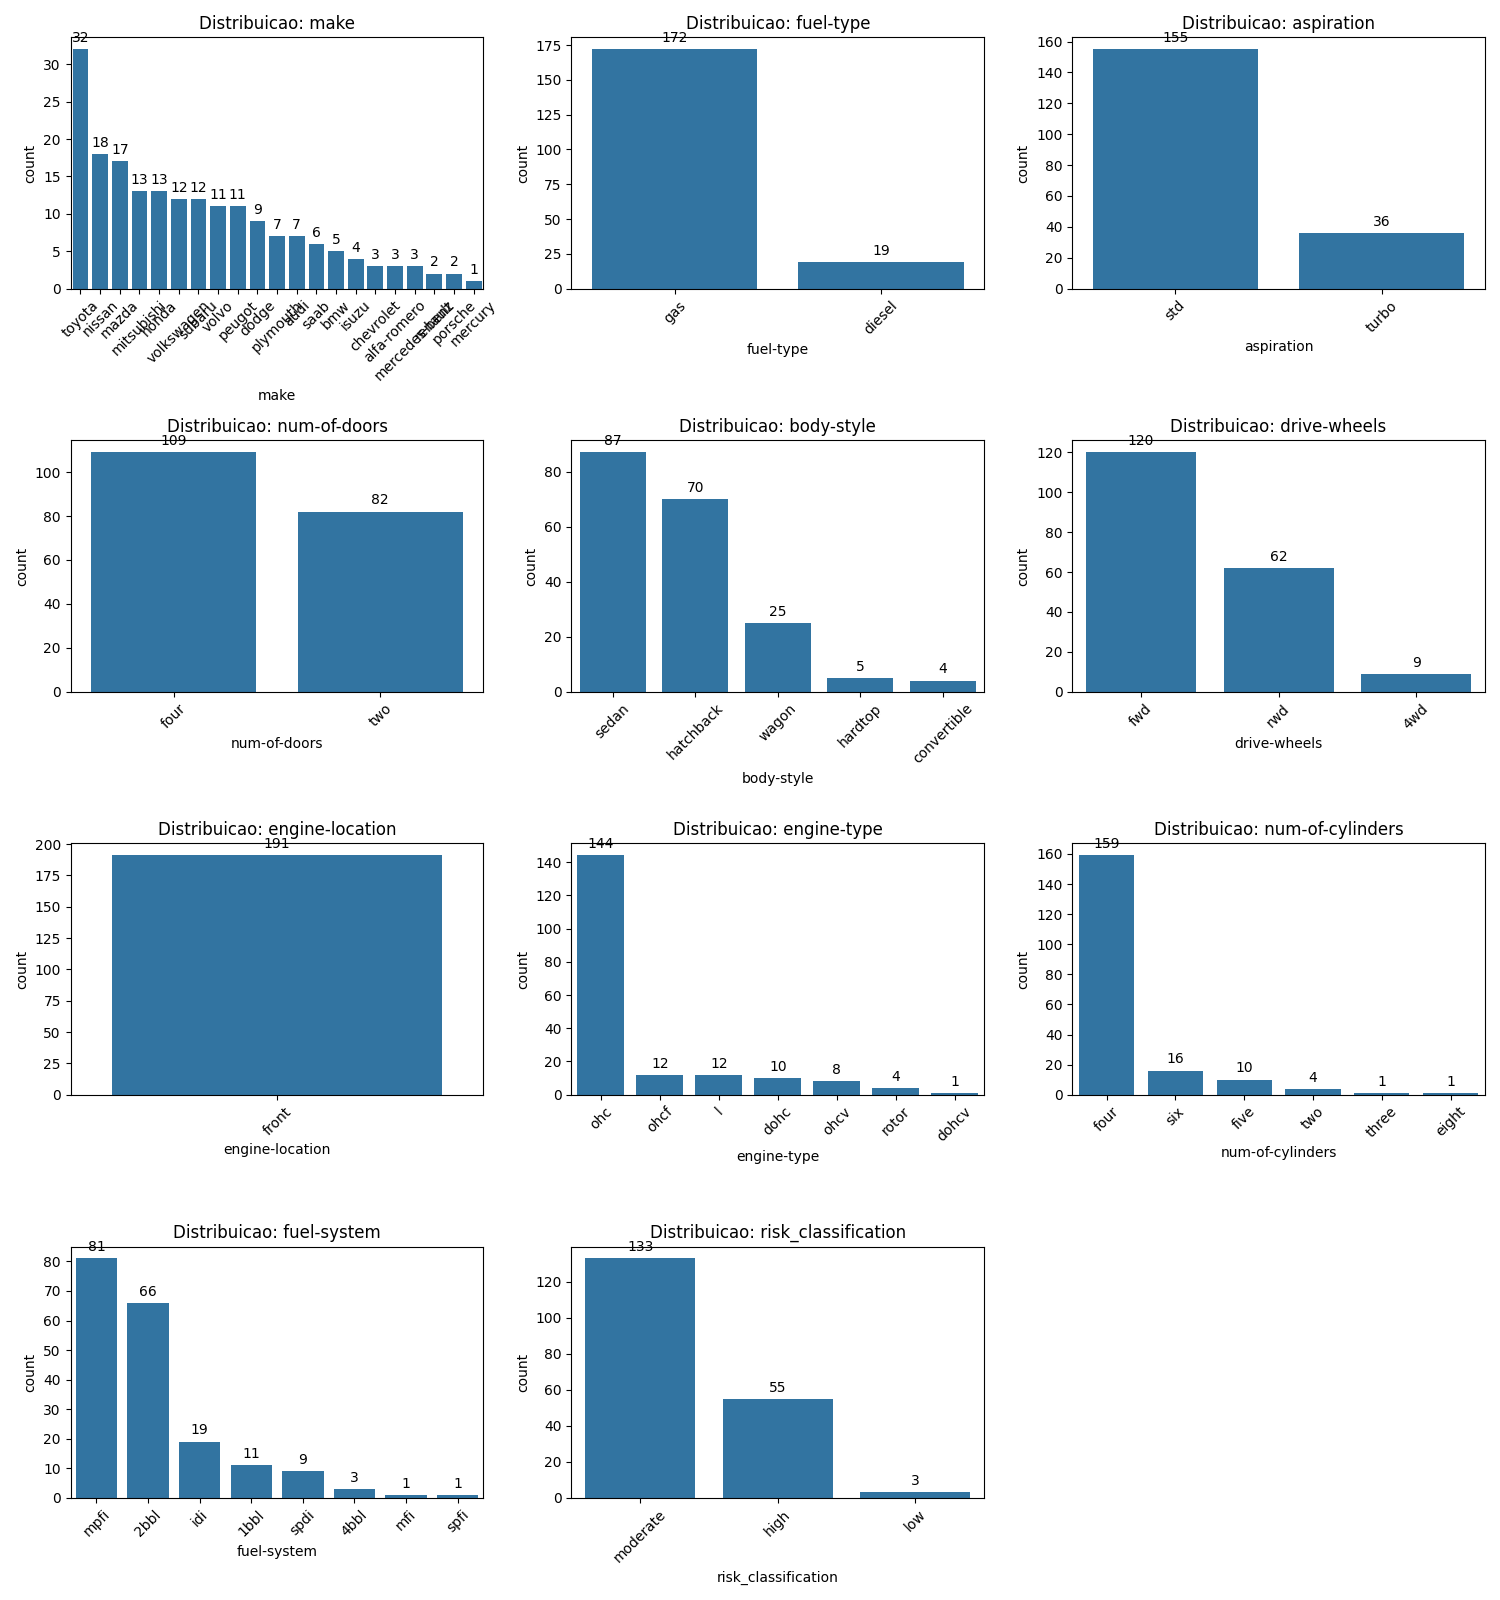 Distribuicao: make
32
18
17
13
13
12
12
11
11
9
7
7
6
5
4
3
3
3
2
2
1
30
25
20
15
10
5
0
count
toyota
nissan
mazda
mitsubishi
honda
volkswagen
subaru
volvo
peugot
dodge
plymouth
audi
saab
bmw
isuzu
chevrolet
alfa-romero
mercedes-benz
renault
porsche
mercury
make
Distribuicao: fuel-type
172
19
175
150
125
100
75
50
25
0
count
gas
diesel
fuel-type
Distribuicao: aspiration
155
36
160
140
120
100
80
60
40
20
0
count
std
turbo
aspiration
Distribuicao: num-of-doors
109
82
100
80
60
40
20
0
count
four
two
num-of-doors
Distribuicao: body-style
87
70
25
5
4
80
60
40
20
0
count
sedan
hatchback
wagon
hardtop
convertible
body-style
Distribuicao: drive-wheels
120
62
9
120
100
80
60
40
20
0
count
fwd
rwd
4wd
drive-wheels
Distribuicao: engine-location
191
200
175
150
125
100
75
50
25
0
count
front
engine-location
Distribuicao: engine-type
144
12
12
10
8
4
1
140
120
100
80
60
40
20
0
count
ohc
ohcf
l
dohc
ohcv
rotor
dohcv
engine-type
Distribuicao: num-of-cylinders
159
16
10
4
1
1
160
140
120
100
80
60
40
20
0
count
four
six
five
two
three
eight
num-of-cylinders
Distribuicao: fuel-system
81
66
19
11
9
3
1
1
80
70
60
50
40
30
20
10
0
count
mpfi
2bbl
idi
1bbl
spdi
4bbl
mfi
spfi
fuel-system
Distribuicao: risk_classification
133
55
3
120
100
80
60
40
20
0
count
moderate
high
low
risk_classification